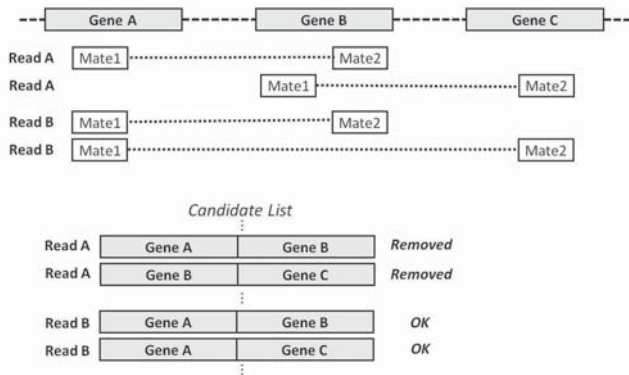 Gene A Gene B Gene C
Read A Mate1 Mate2
Read A Mate1 Mate2
Read B Mate1 Mate2
Read B Mate1 Mate2
Candidate List
Read A Gene A Gene B Removed
Read A Gene B Gene C Removed
Read B Gene A Gene B OK
Read B Gene A Gene C OK